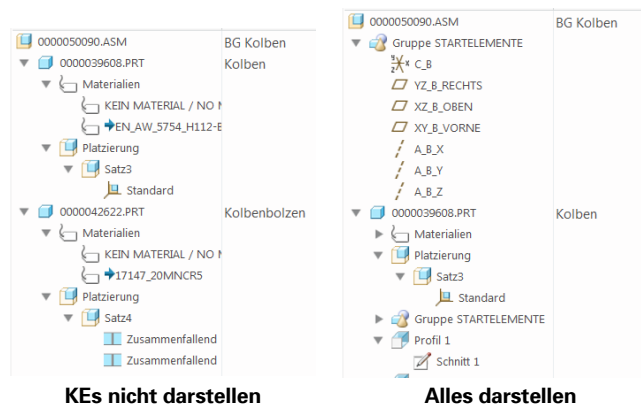 0000050090.ASM BG Kolben
0000039608.PRT Kolben
Materialien
KEIN MATERIAL / NO
EN_AW_5754_H112-E
Platzierung
Satz3
Standard
0000042622.PRT Kolbenbolzen
Materialien
KEIN MATERIAL / NO
17147_20MNCR5
Platzierung
Satz4
Zusammenfallend
Zusammenfallend
KEs nicht darstellen
0000050090.ASM BG Kolben
Gruppe STARTELEMENTE
C_B
YZ_B_RECHTS
XZ_B_OBEN
XY_B_VORNE
A_B_X
A_B_Y
A_B_Z
0000039608.PRT Kolben
Materialien
Platzierung
Satz3
Standard
Gruppe STARTELEMENTE
Profil 1
Schnitt 1
Alles darstellen